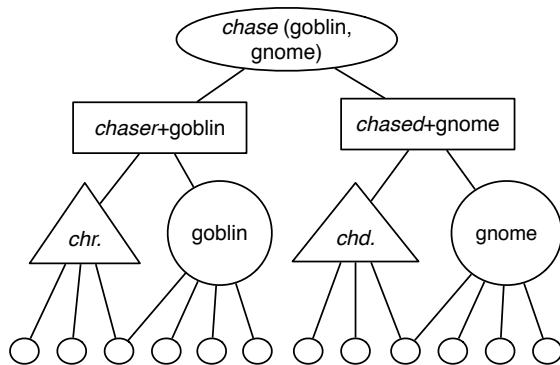 chase (goblin,
gnome)
chaser+goblin
chased+gnome
chr.
goblin
chd.
gnome